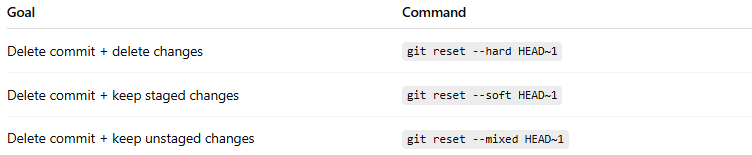 Goal Command
Delete commit + delete changes git reset --hard HEAD~1
Delete commit + keep staged changes git reset --soft HEAD~1
Delete commit + keep unstaged changes git reset --mixed HEAD~1